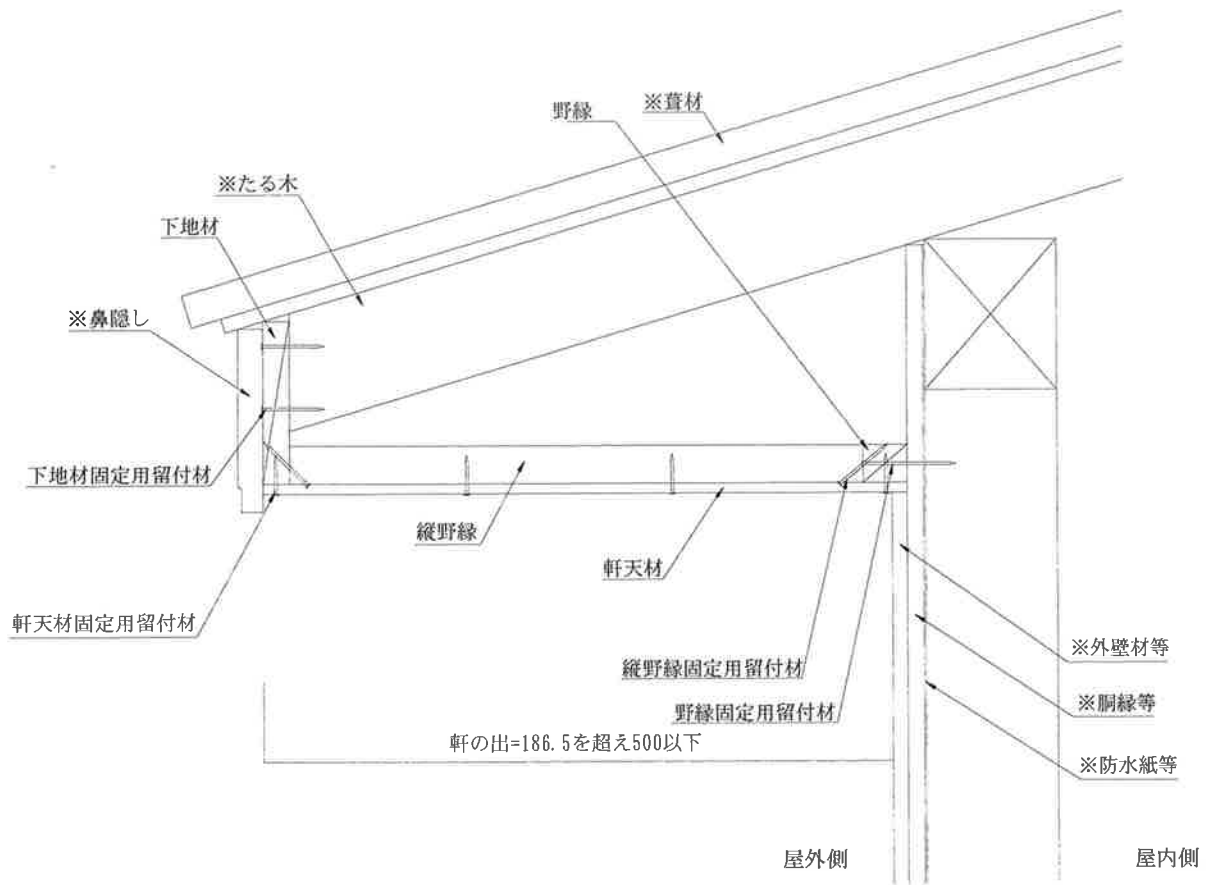 野縁
※葺材
※たる木
下地材
※鼻隠し
下地材固定用留付材
縦野縁
軒天材
軒天材固定用留付材
※外壁材等
縦野縁固定用留付材
※胴縁等
野縁固定用留付材
軒の出=186.5を超え500以下
※防水紙等
屋外側
屋内側